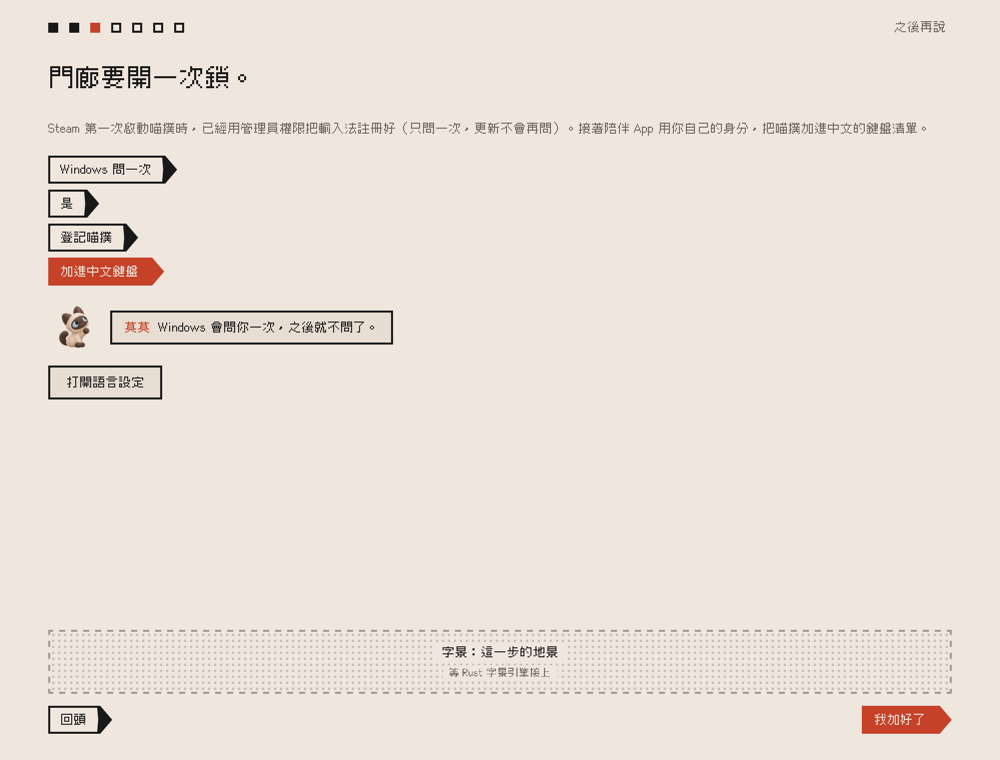 之後再說
門廊要開一次鎖。
Steam 第一次啟動喵撲時，已經用管理員權限把輸入法註冊好（只問一次，更新不會再問）。接著陪伴 App 用你自己的身分，把喵撲加進中文的鍵盤清單。
Windows 問一次
是
登記喵撲
加進中文鍵盤
莫莫 Windows 會問你一次，之後就不問了。
打開語言設定
字景：這一步的地景
等 Rust 字景引擎接上
回頭
我加好了